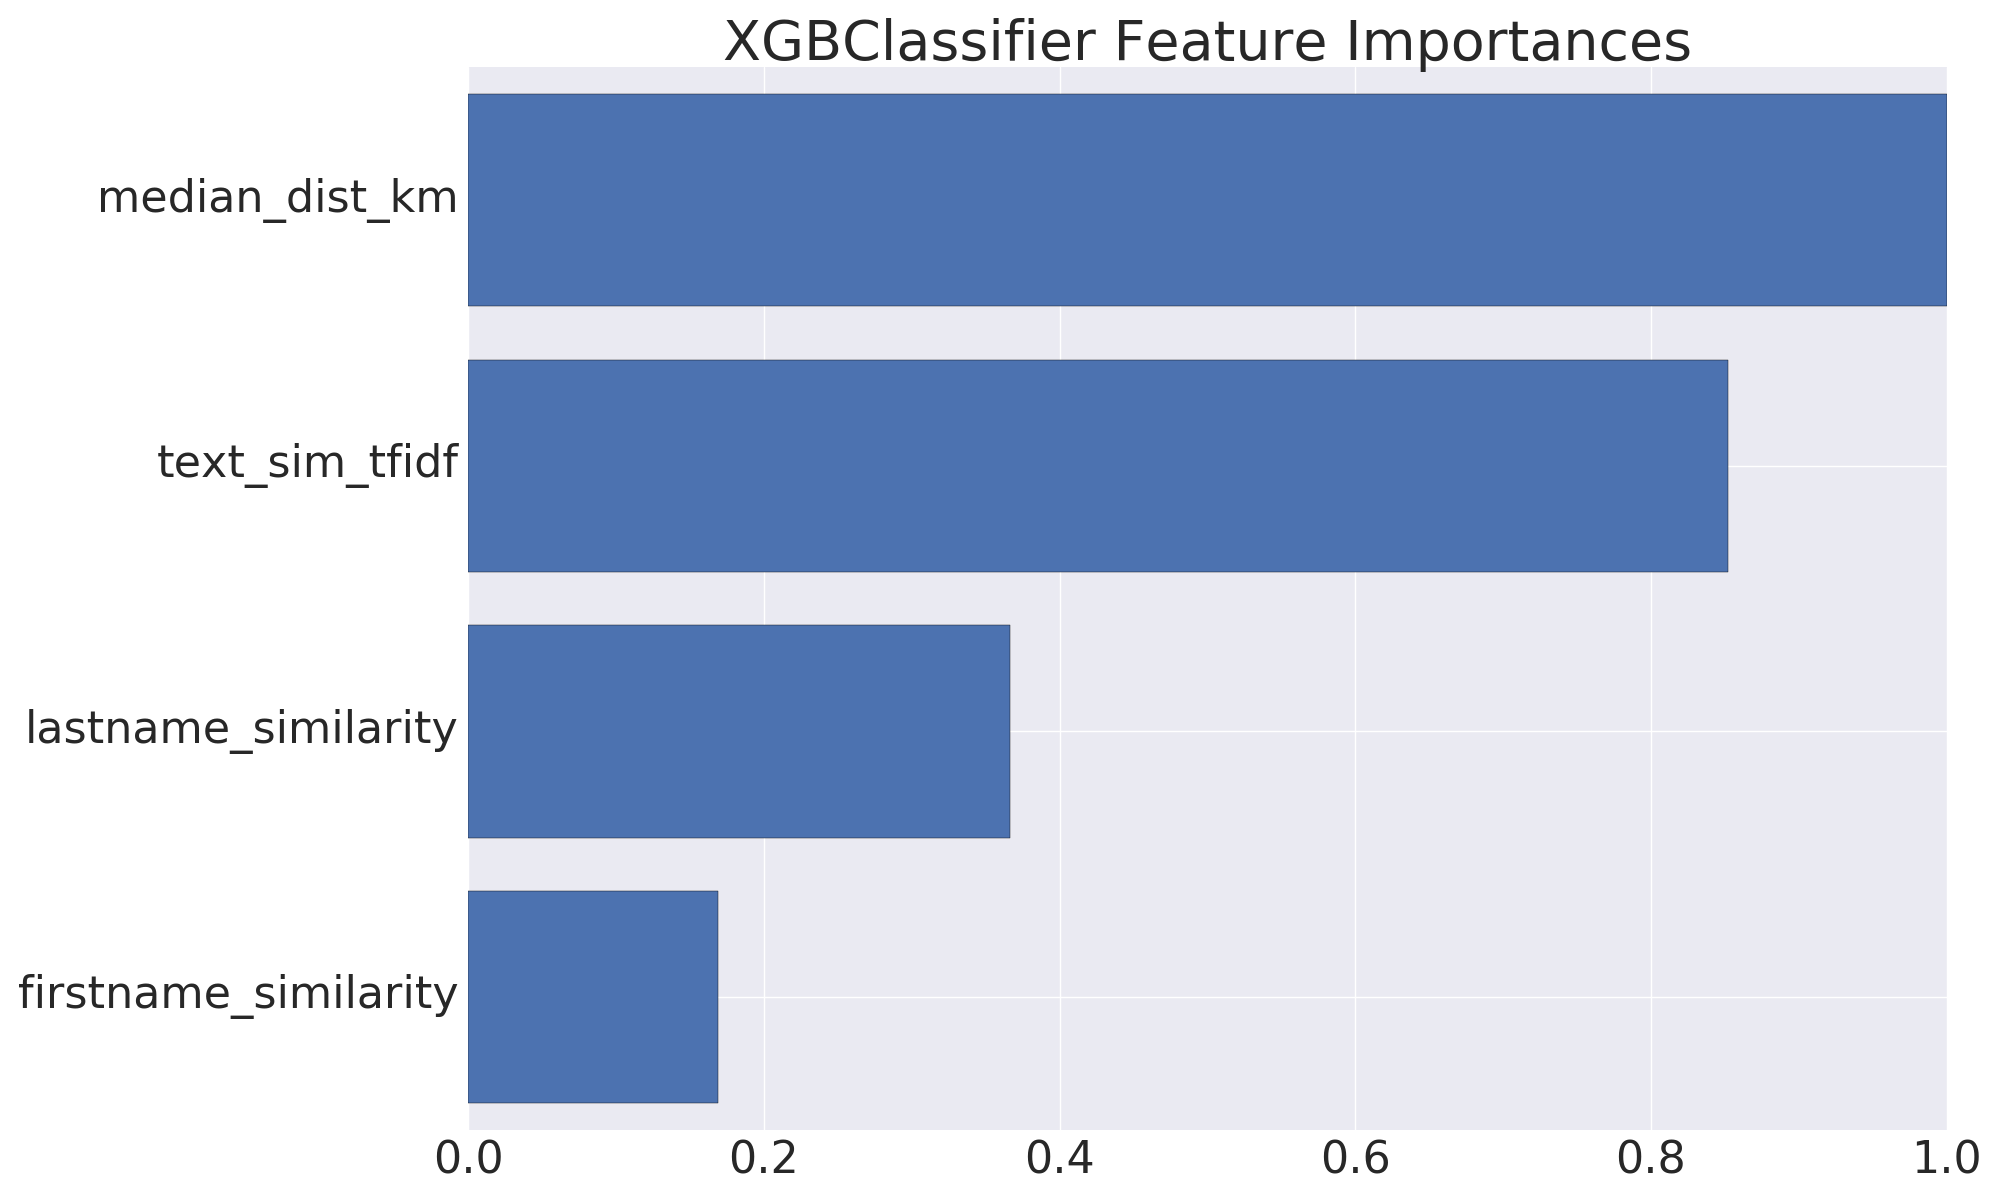 XGBClassifier Feature Importances
median_dist_km
text_sim_tfidf
lastname_similarity
firstname_similarity
0.0 0.2 0.4 0.6 0.8 1.0